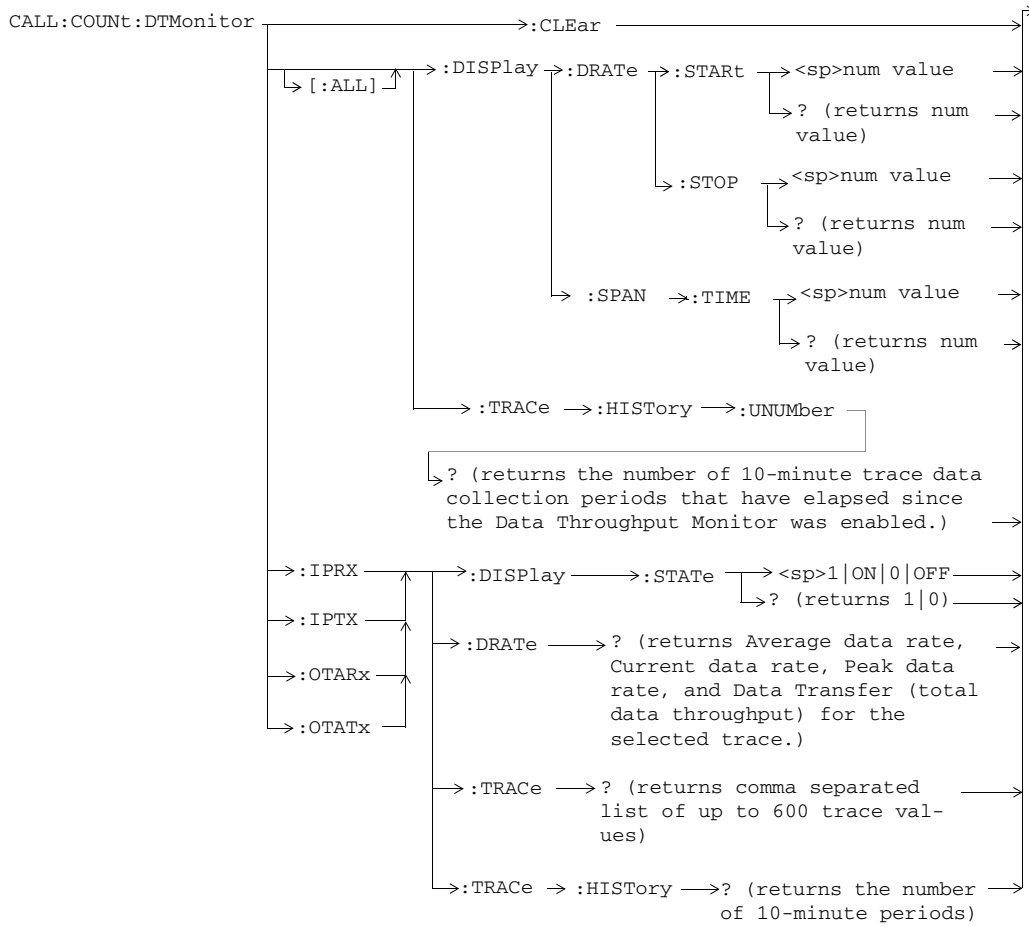 CALL:COUNt:DTMonitor :CLEar
[:ALL] :DISPlay :DRATe :STARt <sp>num value
? (returns num
value)
:STOP <sp>num value
? (returns num
value)
:SPAN :TIME <sp>num value
? (returns num
value)
:TRACe :HISTory :UNUMber
? (returns the number of 10-minute trace data
collection periods that have elapsed since
the Data Throughput Monitor was enabled.)
:IPRX :DISPlay :STATe <sp>1|ON|0|OFF
? (returns 1|0)
:IPTX
:DRATe ? (returns Average data rate,
Current data rate, Peak data
rate, and Data Transfer (total
data throughput) for the
selected trace.)
:OTARx
:OTATx
:TRACe ? (returns comma separated
list of up to 600 trace val-
ues)
:TRACe :HISTory ? (returns the number
of 10-minute periods)